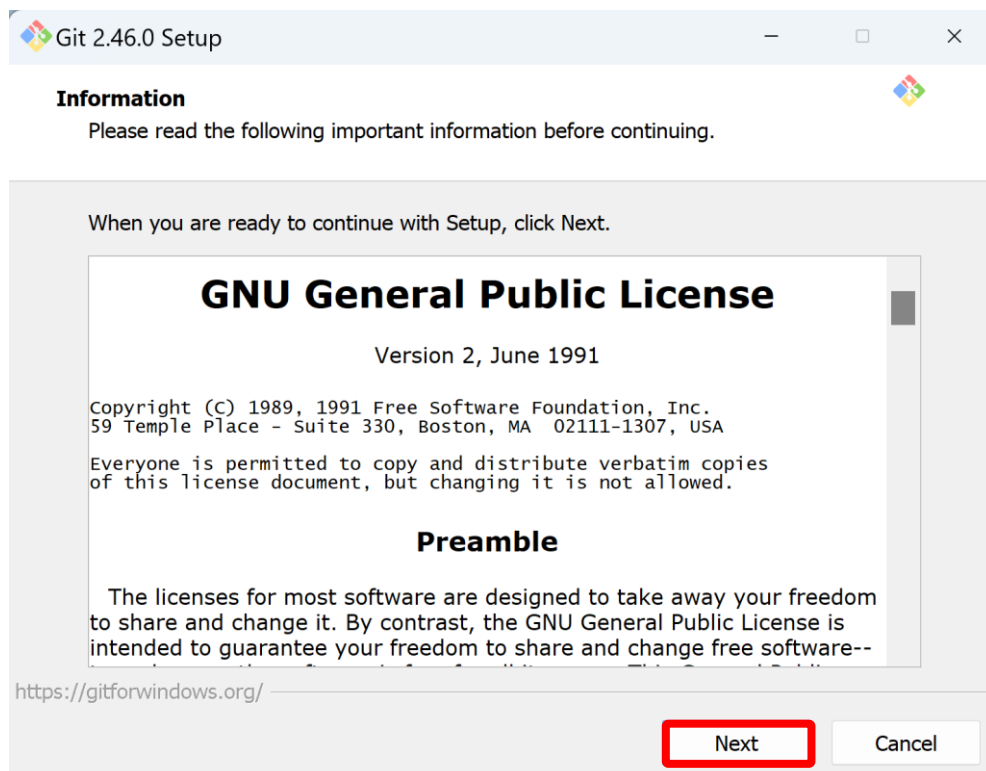 Git 2.46.0 Setup
Information
Please read the following important information before continuing.
When you are ready to continue with Setup, click Next.
GNU General Public License
Version 2, June 1991
Copyright (C) 1989, 1991 Free Software Foundation, Inc.
59 Temple Place - Suite 330, Boston, MA  02111-1307, USA
Everyone is permitted to copy and distribute verbatim copies
of this license document, but changing it is not allowed.
Preamble
The licenses for most software are designed to take away your freedom
to share and change it. By contrast, the GNU General Public License is
intended to guarantee your freedom to share and change free software--
https://gitforwindows.org/
Next
Cancel